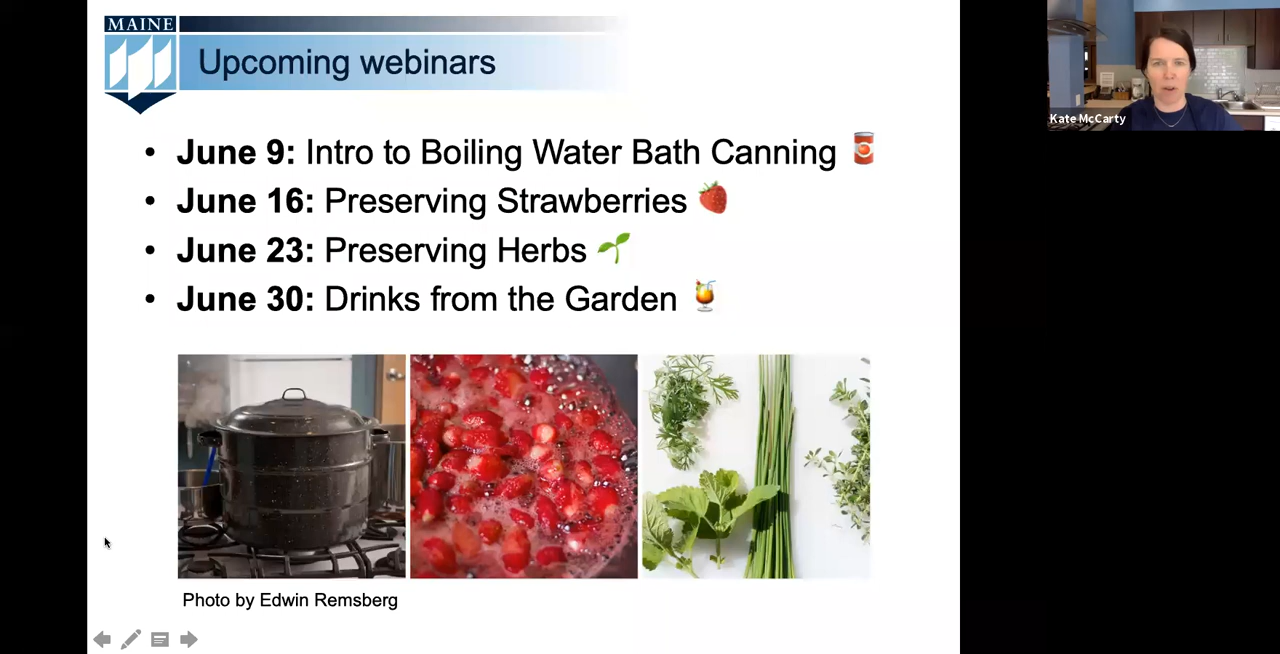 MAINE
Upcoming webinars
• June 9: Intro to Boiling Water Bath Canning 🥫
• June 16: Preserving Strawberries 🍓
• June 23: Preserving Herbs 🌱
• June 30: Drinks from the Garden 🍹
Photo by Edwin Remsberg
Kate McCarty